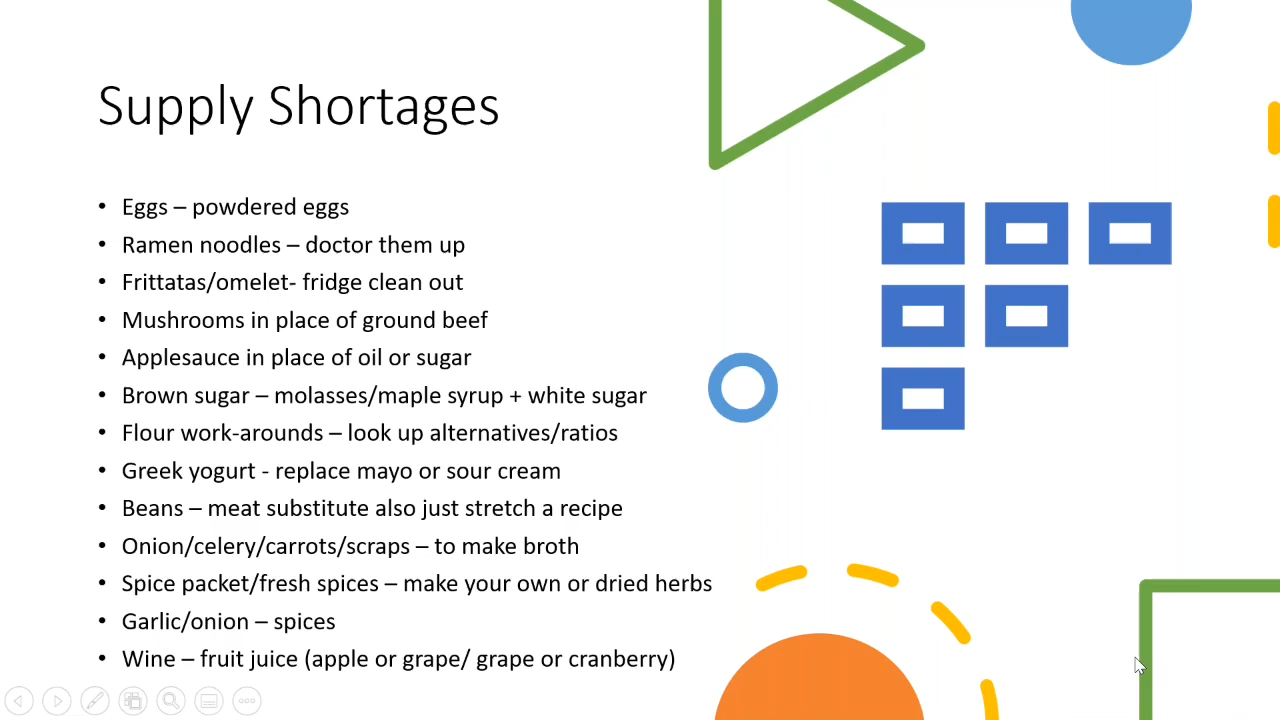 Supply Shortages
• Eggs – powdered eggs
• Ramen noodles – doctor them up
• Frittatas/omelet- fridge clean out
• Mushrooms in place of ground beef
• Applesauce in place of oil or sugar
• Brown sugar – molasses/maple syrup + white sugar
• Flour work-arounds – look up alternatives/ratios
• Greek yogurt - replace mayo or sour cream
• Beans – meat substitute also just stretch a recipe
• Onion/celery/carrots/scraps – to make broth
• Spice packet/fresh spices – make your own or dried herbs
• Garlic/onion – spices
• Wine – fruit juice (apple or grape/ grape or cranberry)